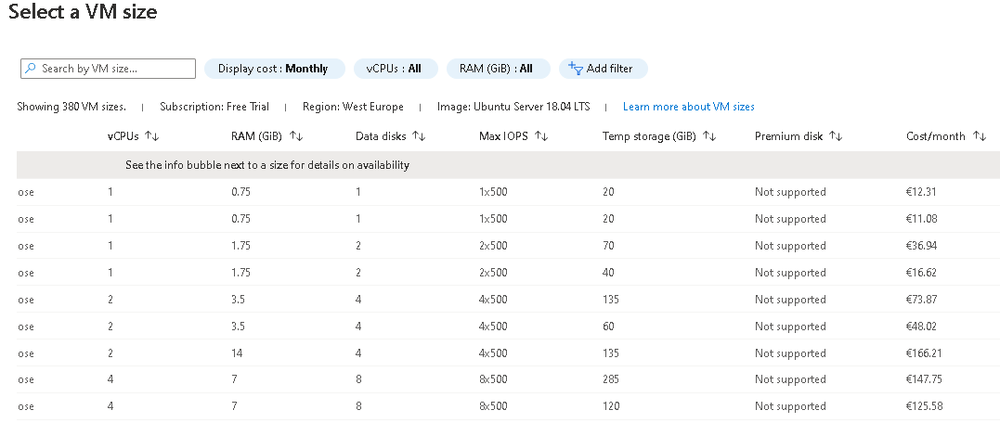 Select a VM size
Search by VM size... Display cost : Monthly vCPUs : All RAM (GiB) : All Add filter
Showing 380 VM sizes. | Subscription: Free Trial | Region: West Europe | Image: Ubuntu Server 18.04 LTS | Learn more about VM sizes
vCPUs ↑↓ RAM (GiB) ↑↓ Data disks ↑↓ Max IOPS ↑↓ Temp storage (GiB) ↑↓ Premium disk ↑↓ Cost/month ↑↓
See the info bubble next to a size for details on availability
ose 1 0.75 1 1x500 20 Not supported €12.31
ose 1 0.75 1 1x500 20 Not supported €11.08
ose 1 1.75 2 2x500 70 Not supported €36.94
ose 1 1.75 2 2x500 40 Not supported €16.62
ose 2 3.5 4 4x500 135 Not supported €73.87
ose 2 3.5 4 4x500 60 Not supported €48.02
ose 2 14 4 4x500 135 Not supported €166.21
ose 4 7 8 8x500 285 Not supported €147.75
ose 4 7 8 8x500 120 Not supported €125.58